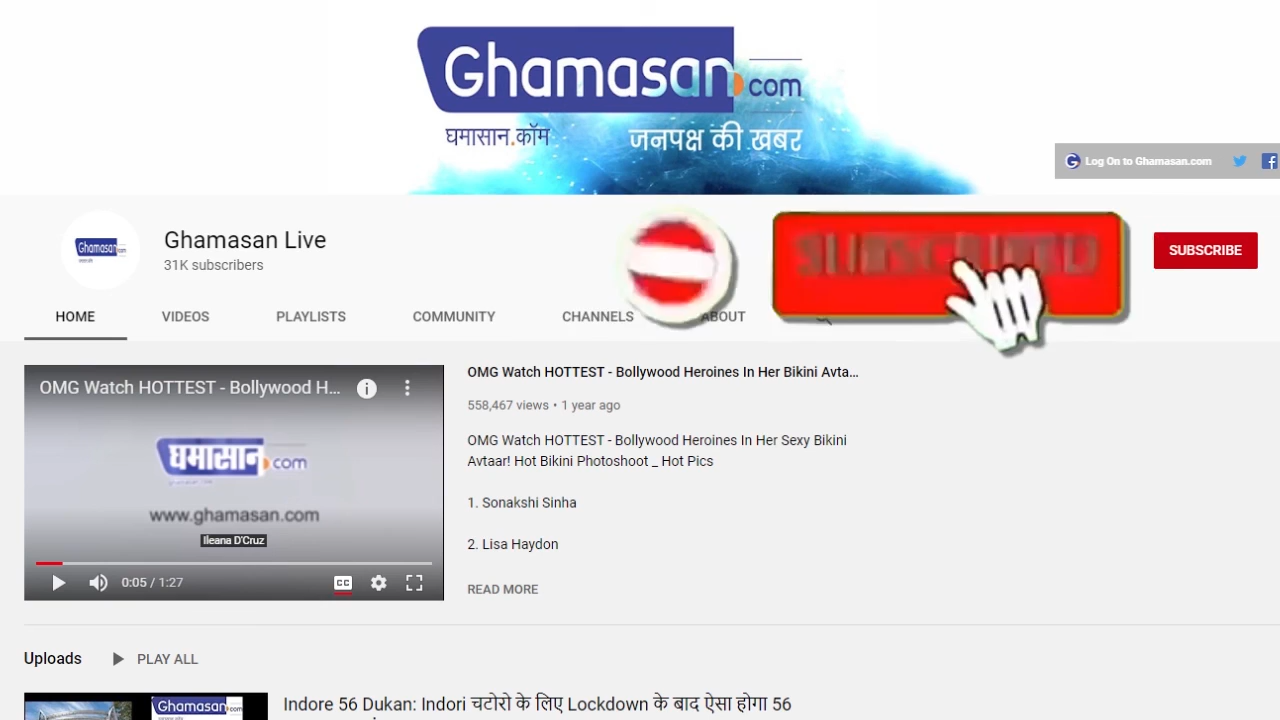 Ghamasan.com
घमासान.कॉम जनपक्ष की खबर
Log On to Ghamasan.com
Ghamasan Live
31K subscribers
SUBSCRIBED
SUBSCRIBE
HOME VIDEOS PLAYLISTS COMMUNITY CHANNELS ABOUT
OMG Watch HOTTEST - Bollywood H...
घमासान.com
www.ghamasan.com
Ileana D'Cruz
0:05 / 1:27
CC
OMG Watch HOTTEST - Bollywood Heroines In Her Bikini Avta...
558,467 views • 1 year ago
OMG Watch HOTTEST - Bollywood Heroines In Her Sexy Bikini
Avtaar! Hot Bikini Photoshoot _ Hot Pics
1. Sonakshi Sinha
2. Lisa Haydon
READ MORE
Uploads PLAY ALL
Ghamasan.com
Indore 56 Dukan: Indori चटोरो के लिए Lockdown के बाद ऐसा होगा 56